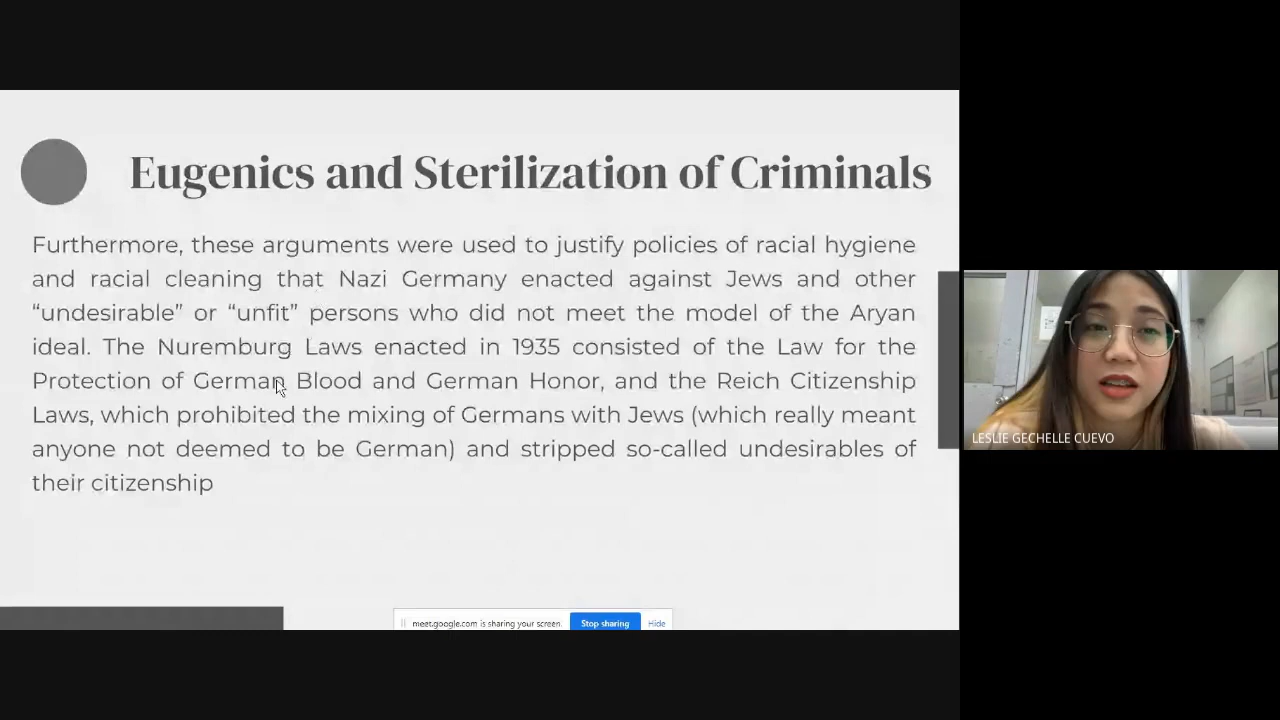 Eugenics and Sterilization of Criminals
Furthermore, these arguments were used to justify policies of racial hygiene
and racial cleaning that Nazi Germany enacted against Jews and other
“undesirable” or “unfit” persons who did not meet the model of the Aryan
ideal. The Nuremburg Laws enacted in 1935 consisted of the Law for the
Protection of German Blood and German Honor, and the Reich Citizenship
Laws, which prohibited the mixing of Germans with Jews (which really meant
anyone not deemed to be German) and stripped so-called undesirables of
their citizenship
meet.google.com is sharing your screen. Stop sharing Hide
LESLIE GECHELLE CUEVO